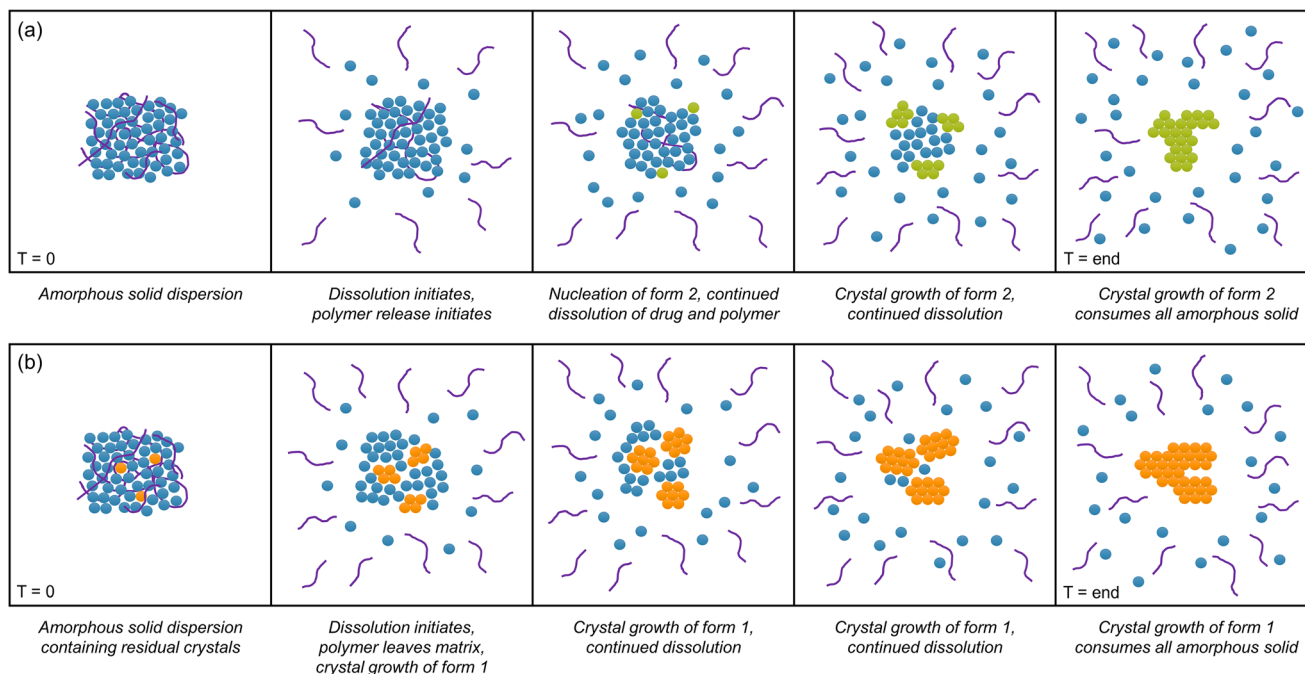 (a)
T = 0
T = end
Amorphous solid dispersion
Dissolution initiates,
polymer release initiates
Nucleation of form 2, continued
dissolution of drug and polymer
Crystal growth of form 2,
continued dissolution
Crystal growth of form 2
consumes all amorphous solid
(b)
T = 0
T = end
Amorphous solid dispersion
containing residual crystals
Dissolution initiates,
polymer leaves matrix,
crystal growth of form 1
Crystal growth of form 1,
continued dissolution
Crystal growth of form 1,
continued dissolution
Crystal growth of form 1
consumes all amorphous solid